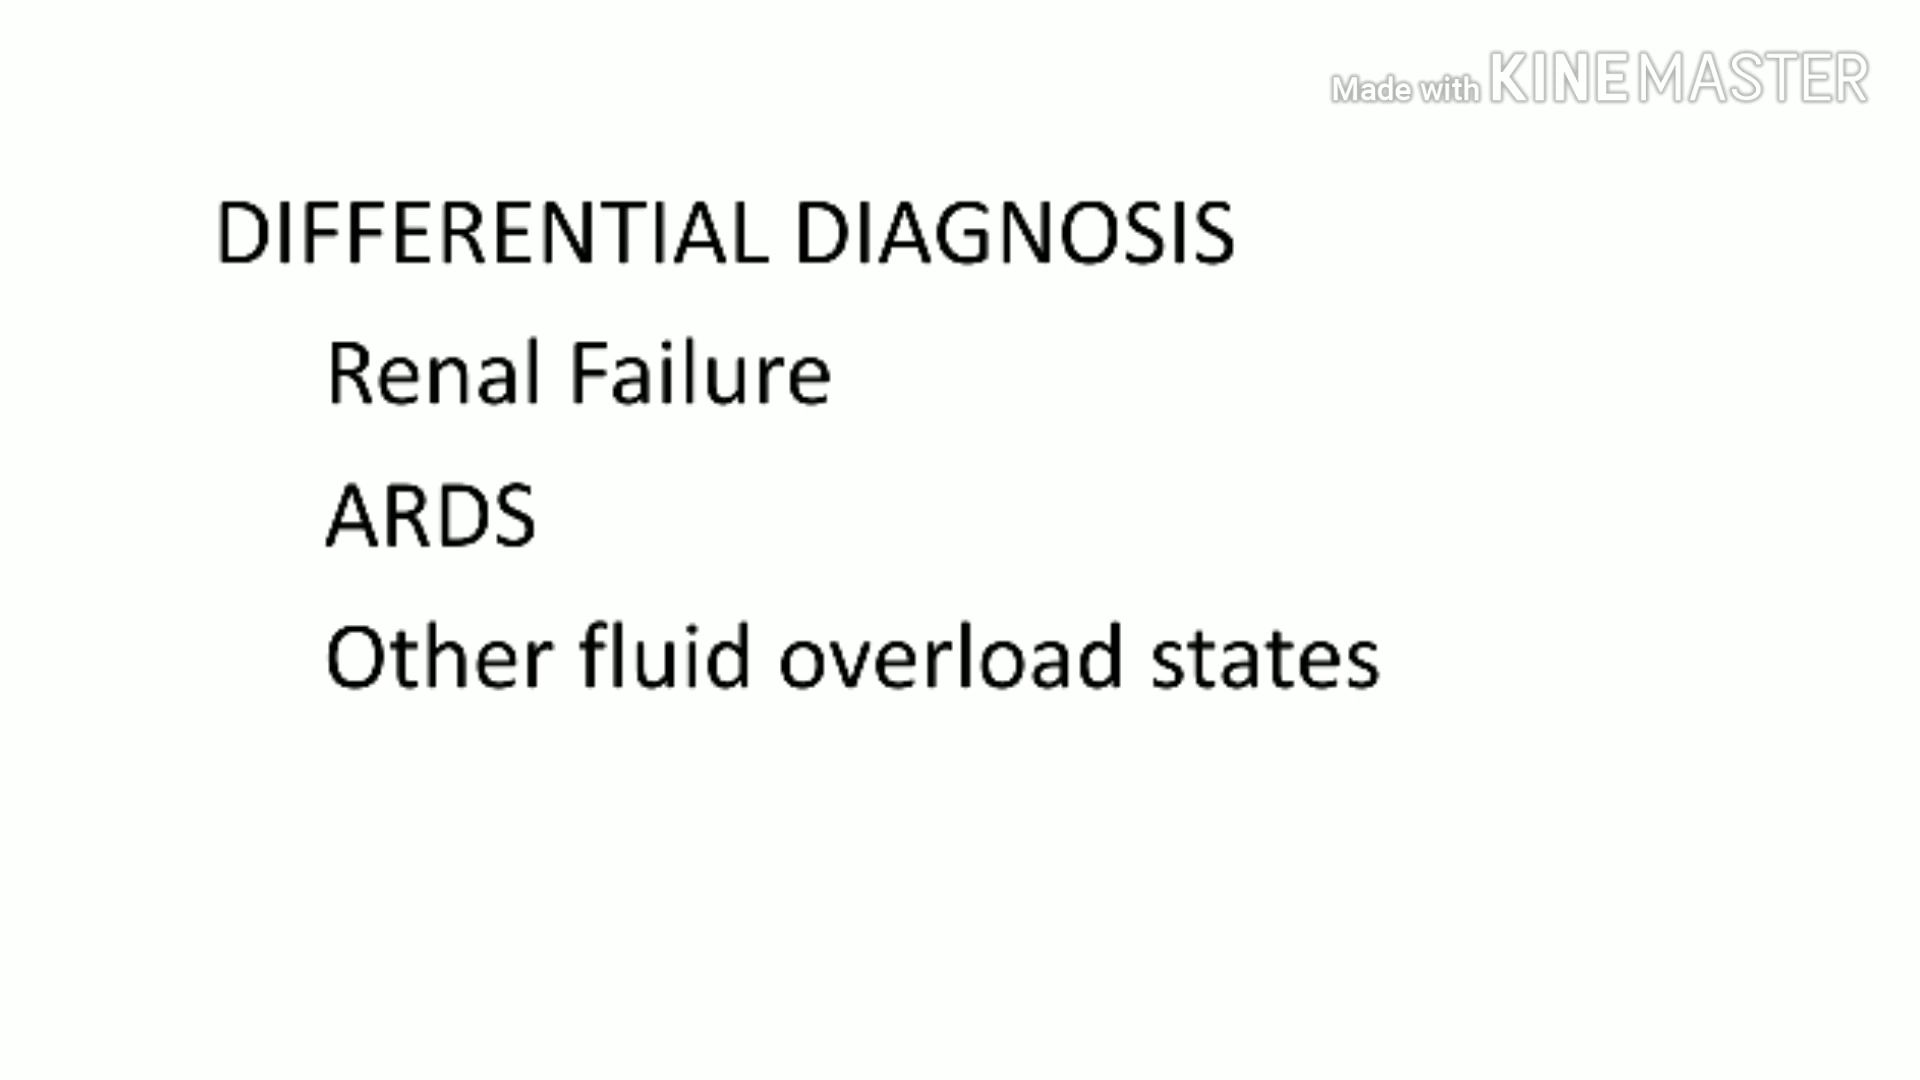 Made with KINEMASTER
DIFFERENTIAL DIAGNOSIS
Renal Failure
ARDS
Other fluid overload states